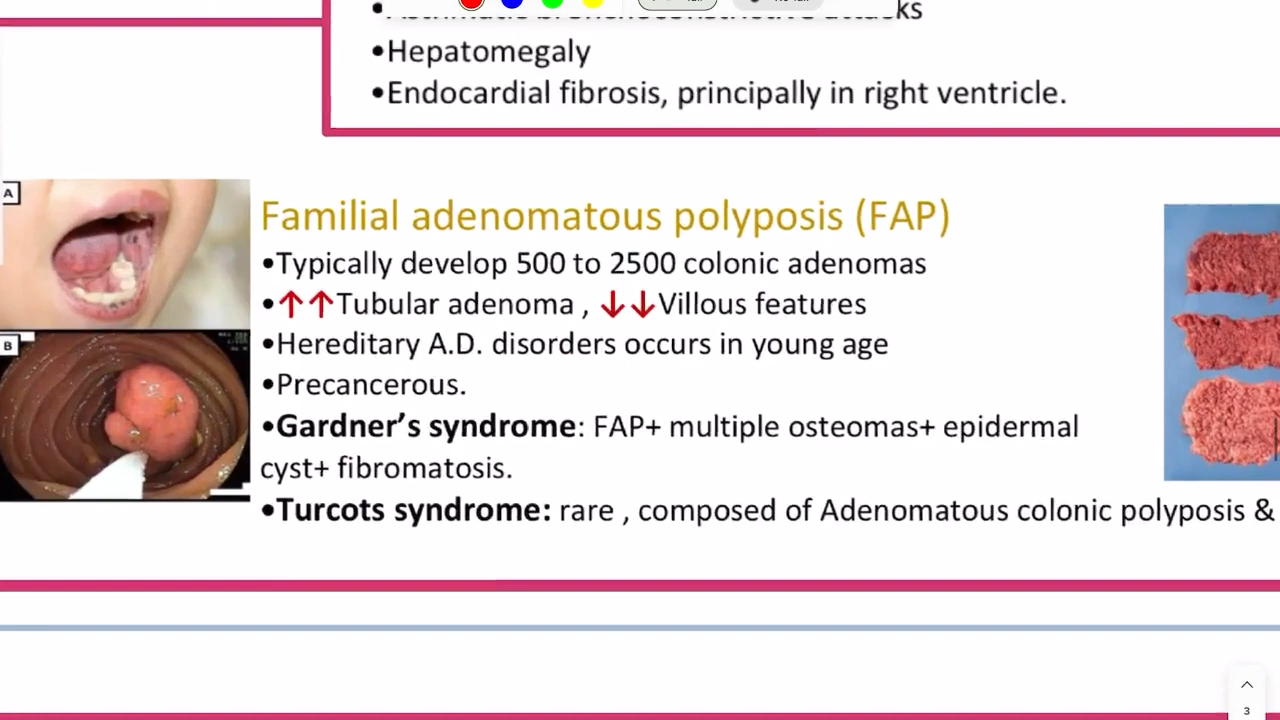 •Hepatomegaly
•Endocardial fibrosis, principally in right ventricle.
A
Familial adenomatous polyposis (FAP)
•Typically develop 500 to 2500 colonic adenomas
•↑↑Tubular adenoma , ↓↓Villous features
•Hereditary A.D. disorders occurs in young age
B
•Precancerous.
•Gardner’s syndrome: FAP+ multiple osteomas+ epidermal
cyst+ fibromatosis.
•Turcots syndrome: rare , composed of Adenomatous colonic polyposis &
3